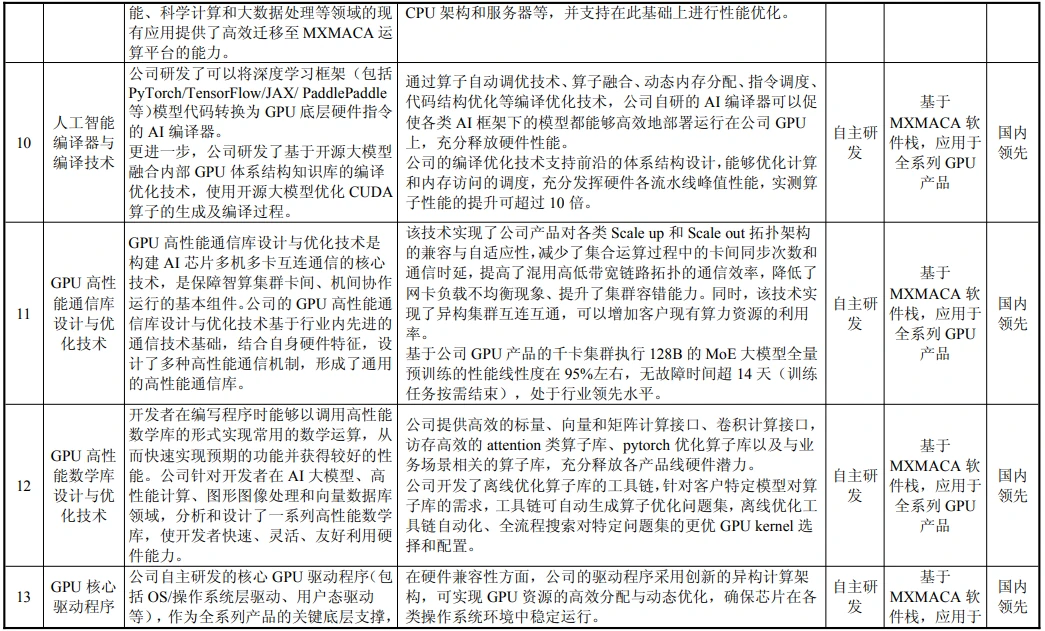 能、科学计算和大数据处理等领域的现
有应用提供了高效迁移至 MXMACA 运
算平台的能力。
CPU 架构和服务器等，并支持在此基础上进行性能优化。
10
人工智能
编译器与
编译技术
公司研发了可以将深度学习框架（包括
PyTorch/TensorFlow/JAX/ PaddlePaddle
等）模型代码转换为 GPU 底层硬件指令
的 AI 编译器。
更进一步，公司研发了基于开源大模型
融合内部 GPU 体系结构知识库的编译
优化技术，使用开源大模型优化 CUDA
算子的生成及编译过程。
通过算子自动调优技术、算子融合、动态内存分配、指令调度、
代码结构优化等编译优化技术，公司自研的 AI 编译器可以促
使各类 AI 框架下的模型都能够高效地部署运行在公司 GPU
上，充分释放硬件性能。
公司的编译优化技术支持前沿的体系结构设计，能够优化计算
和内存访问的调度，充分发挥硬件各流水线峰值性能，实测算
子性能的提升可超过 10 倍。
自主研
发
基于
MXMACA 软
件栈，应用于
全系列 GPU
产品
国内
领先
11
GPU 高性
能通信库
设计与优
化技术
GPU 高性能通信库设计与优化技术是
构建 AI 芯片多机多卡互连通信的核心
技术，是保障智算集群卡间、机间协作
运行的基本组件。公司的 GPU 高性能通
信库设计与优化技术基于行业内先进的
通信技术基础，结合自身硬件特征，设
计了多种高性能通信机制，形成了通用
的高性能通信库。
该技术实现了公司产品对各类 Scale up 和 Scale out 拓扑架构
的兼容与自适应性，减少了集合运算过程中的卡间同步次数和
通信时延，提高了混用高低带宽链路拓扑的通信效率，降低了
网卡负载不均衡现象、提升了集群容错能力。同时，该技术实
现了异构集群互连互通，可以增加客户现有算力资源的利用
率。
基于公司 GPU 产品的千卡集群执行 128B 的 MoE 大模型全量
预训练的性能线性度在 95%左右，无故障时间超 14 天（训练
任务按需结束），处于行业领先水平。
自主研
发
基于
MXMACA 软
件栈，应用于
全系列 GPU
产品
国内
领先
12
GPU 高性
能数学库
设计与优
化技术
开发者在编写程序时能够以调用高性能
数学库的形式实现常用的数学运算，从
而快速实现预期的功能并获得较好的性
能。公司针对开发者在 AI 大模型、高
性能计算、图形图像处理和向量数据库
领域，分析和设计了一系列高性能数学
库，使开发者快速、灵活、友好利用硬
件能力。
公司提供高效的标量、向量和矩阵计算接口、卷积计算接口，
访存高效的 attention 类算子库、pytorch 优化算子库以及与业
务场景相关的算子库，充分释放各产品线硬件潜力。
公司开发了离线优化算子库的工具链，针对客户特定模型对算
子库的需求，工具链可自动生成算子优化问题集，离线优化工
具链自动化、全流程搜索对特定问题集的更优 GPU kernel 选
择和配置。
自主研
发
基于
MXMACA 软
件栈，应用于
全系列 GPU
产品
国内
领先
13
GPU 核心
驱动程序
公司自主研发的核心 GPU 驱动程序（包
括 OS/操作系统层驱动、用户态驱动
等），作为全系列产品的关键底层支撑，
在硬件兼容性方面，公司的驱动程序采用创新的异构计算架
构，可实现 GPU 资源的高效分配与动态优化，确保芯片在各
类操作系统环境中稳定运行。
自主研
发
基于
MXMACA 软
件栈，应用于
国内
领先